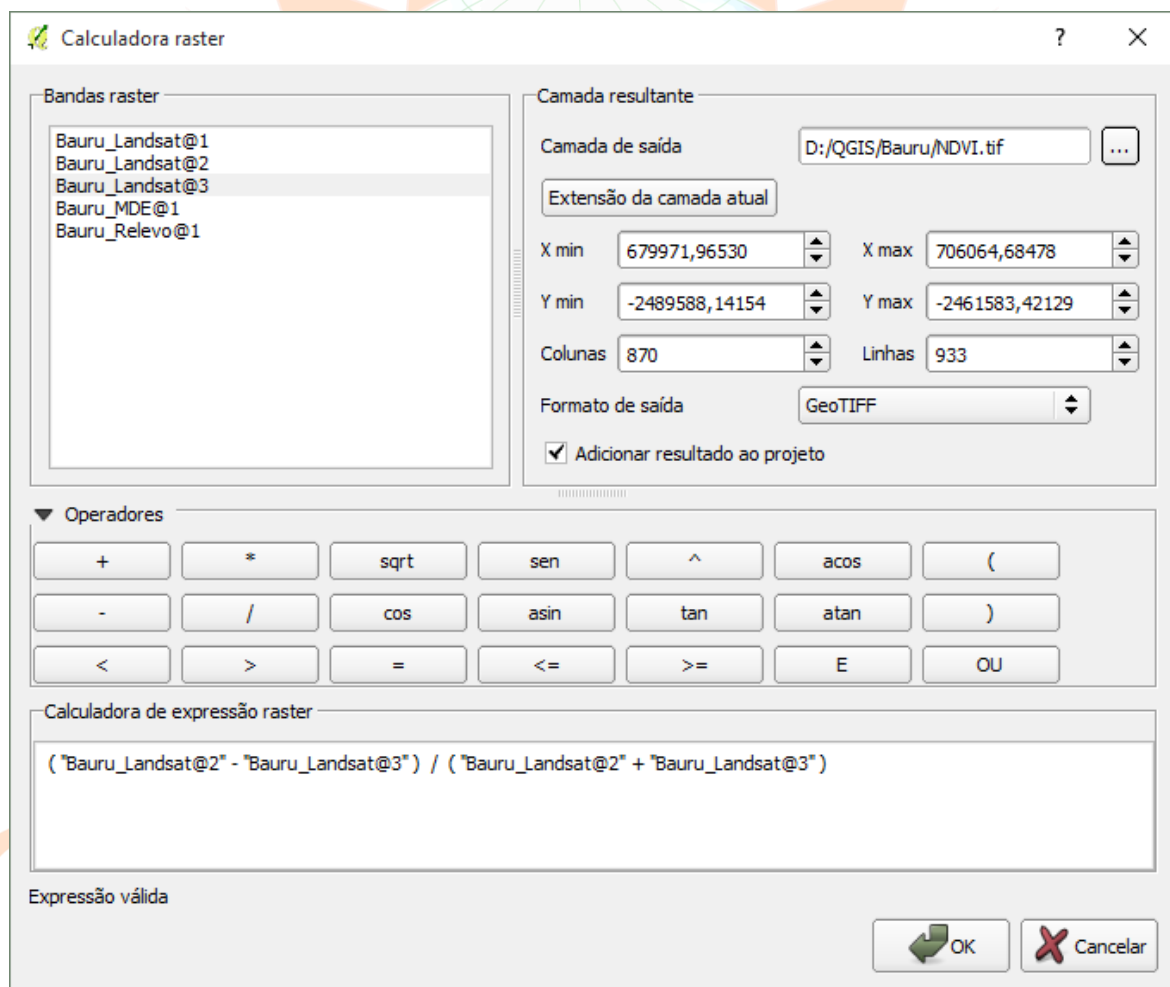 Calculadora raster
?
Bandas raster
Bauru_Landsat@1
Bauru_Landsat@2
Bauru_Landsat@3
Bauru_MDE@1
Bauru_Relevo@1
Camada resultante
Camada de saída D:/QGIS/Bauru/NDVI.tif ...
Extensão da camada atual
X min 679971,96530 X max 706064,68478
Y min -2489588,14154 Y max -2461583,42129
Colunas 870 Linhas 933
Formato de saída GeoTIFF
Adicionar resultado ao projeto
Operadores
+ * sqrt sen ^ acos (
- / cos asin tan atan )
< > = <= >= E OU
Calculadora de expressão raster
( "Bauru_Landsat@2" - "Bauru_Landsat@3" ) / ( "Bauru_Landsat@2" + "Bauru_Landsat@3" )
Expressão válida
OK Cancelar